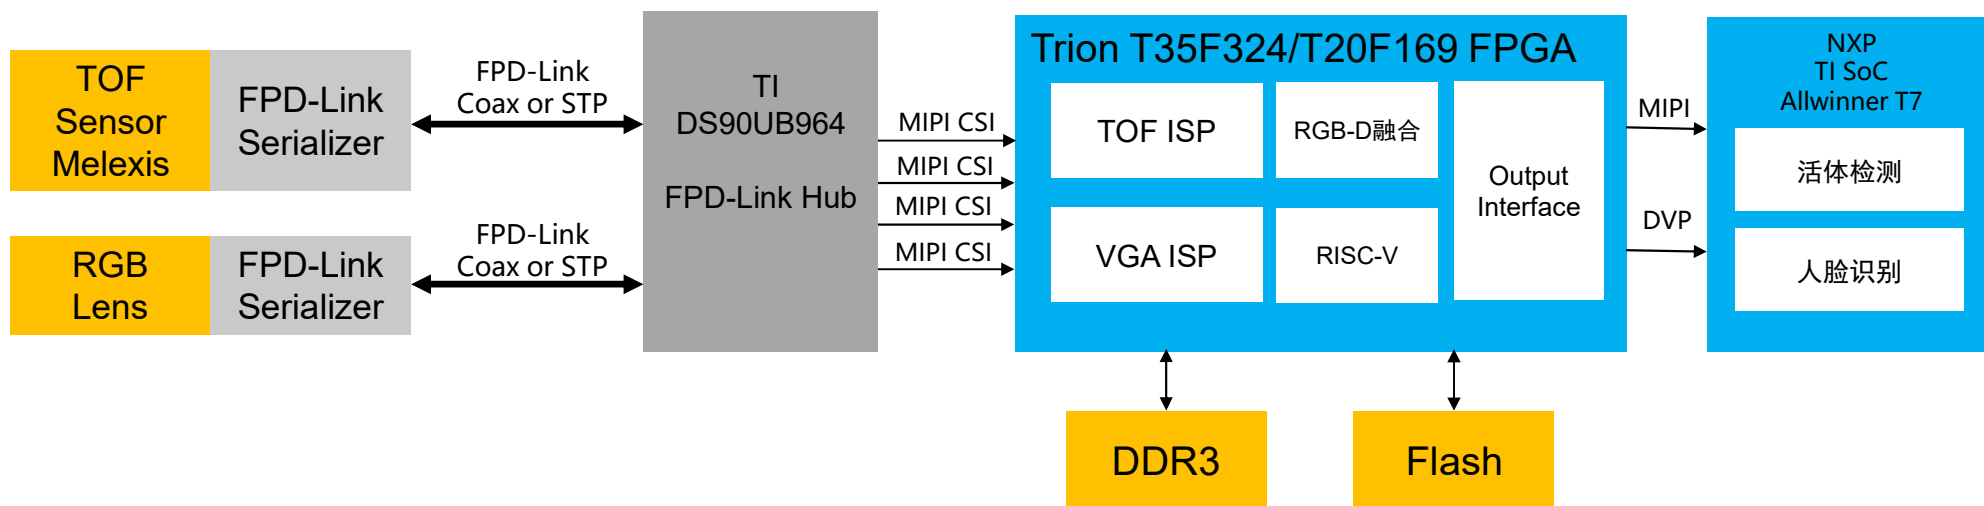 TOF
Sensor
Melexis
FPD-Link
Serializer
FPD-Link
Coax or STP
RGB
Lens
FPD-Link
Serializer
FPD-Link
Coax or STP
TI
DS90UB964
FPD-Link Hub
MIPI CSI
MIPI CSI
MIPI CSI
MIPI CSI
Trion T35F324/T20F169 FPGA
TOF ISP
RGB-D融合
VGA ISP
RISC-V
Output
Interface
DDR3
Flash
MIPI
DVP
NXP
TI SoC
Allwinner T7
活体检测
人脸识别